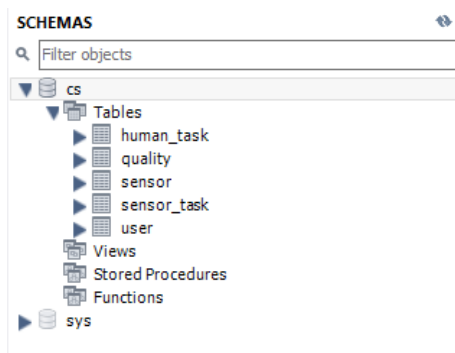 SCHEMAS
Filter objects
cs
Tables
human_task
quality
sensor
sensor_task
user
Views
Stored Procedures
Functions
sys